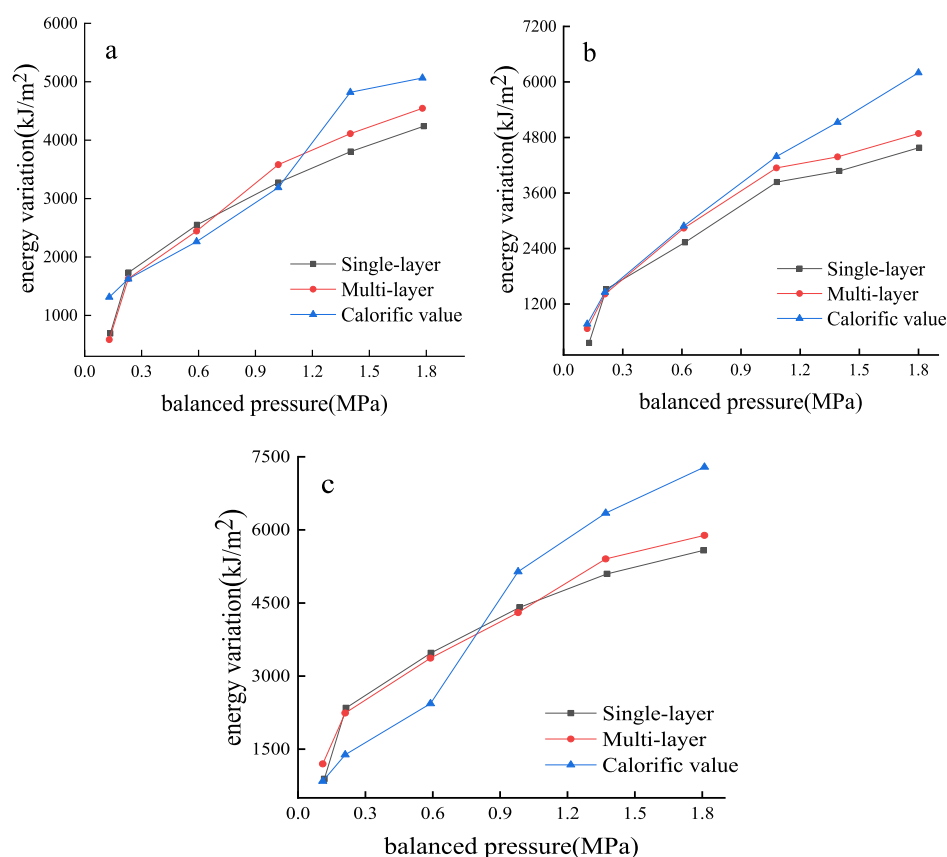 a
energy variation(kJ/m2)
6000
5000
4000
3000
2000
1000
0.0 0.3 0.6 0.9 1.2 1.5 1.8
balanced pressure(MPa)
Single-layer
Multi-layer
Calorific value
b
energy variation(kJ/m2)
7200
6000
4800
3600
2400
1200
0.0 0.3 0.6 0.9 1.2 1.5 1.8
balanced pressure(MPa)
Single-layer
Multi-layer
Calorific value
c
energy variation(kJ/m2)
7500
6000
4500
3000
1500
0.0 0.3 0.6 0.9 1.2 1.5 1.8
balanced pressure(MPa)
Single-layer
Multi-layer
Calorific value